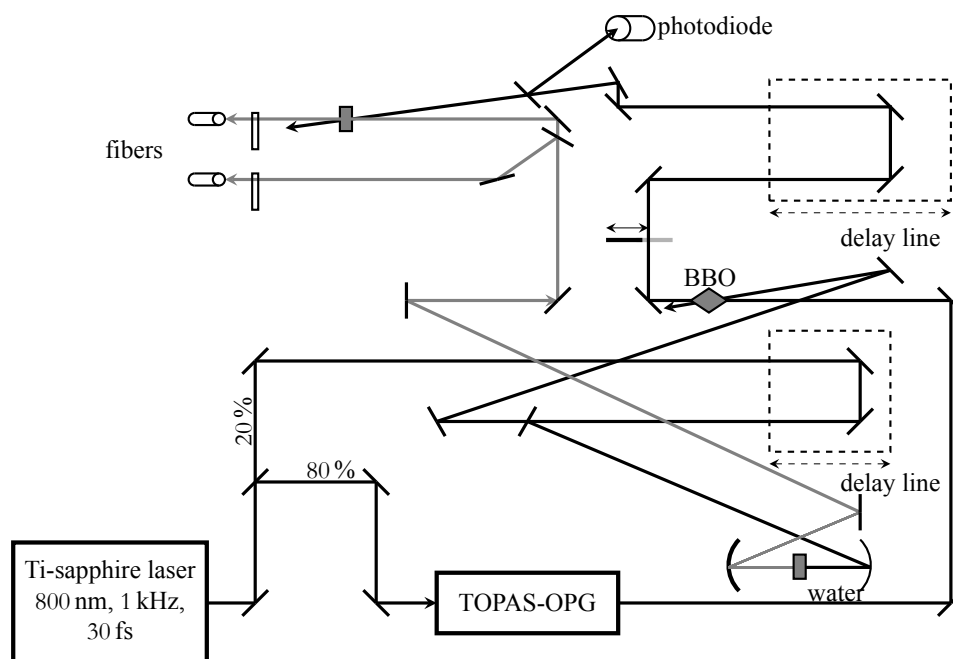 photodiode
fibers
delay line
BBO
20 %
80 %
delay line
Ti-sapphire laser
800 nm, 1 kHz,
30 fs
TOPAS-OPG
water